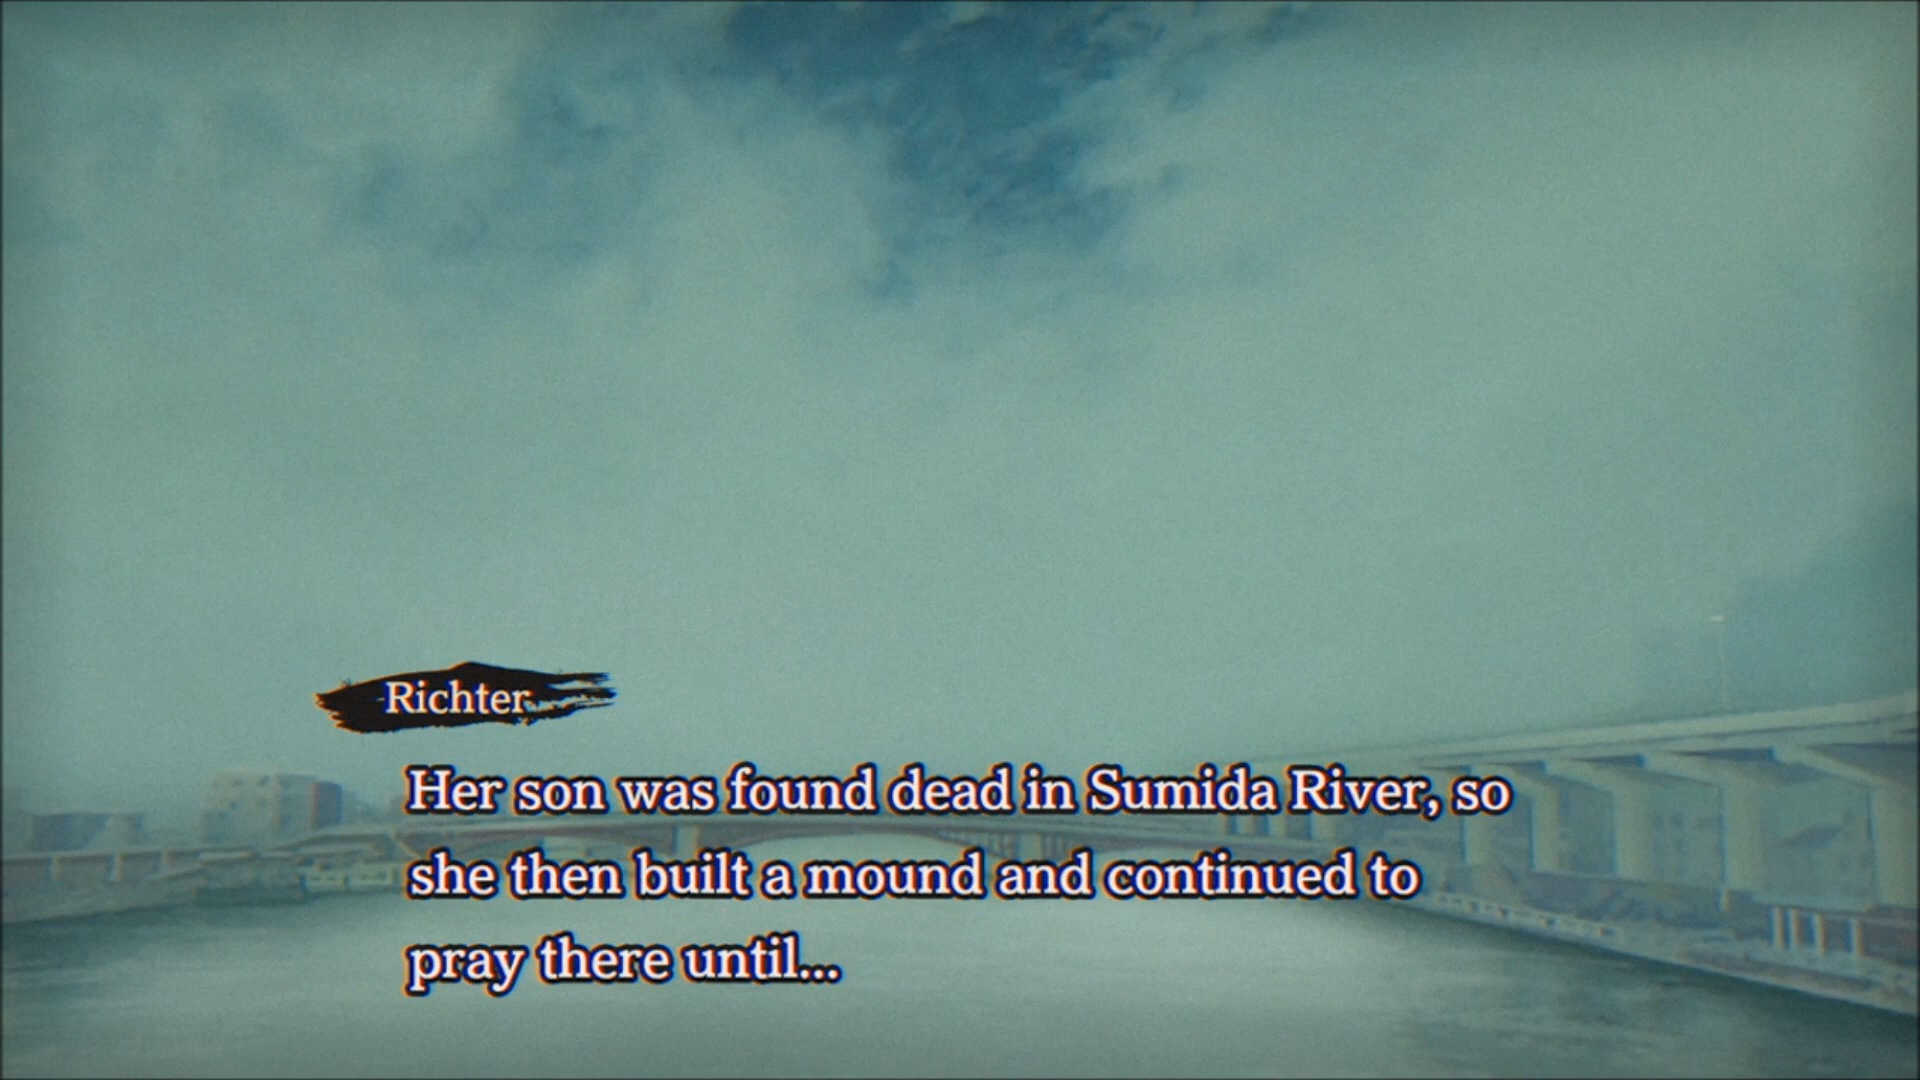 Richter
Her son was found dead in Sumida River, so
she then built a mound and continued to
pray there until...